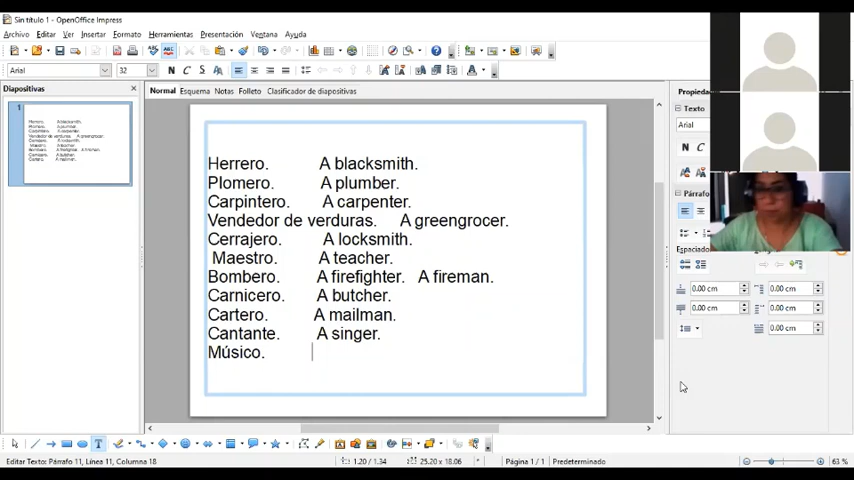 Sin título 1 - OpenOffice Impress
Archivo Editar Ver Insertar Formato Herramientas Presentación Ventana Ayuda
Arial 32
Diapositivas
Normal Esquema Notas Folleto Clasificador de diapositivas
Propieda
Texto
Arial
N C
Párrafo
Espaciado
0.00 cm 0.00 cm
0.00 cm 0.00 cm
0.00 cm
1
Herrero. A blacksmith.
Plomero. A plumber.
Carpintero. A carpenter.
Vendedor de verduras. A greengrocer.
Cerrajero. A locksmith.
Maestro. A teacher.
Bombero. A firefighter. A fireman.
Carnicero. A butcher.
Cartero. A mailman.
Cantante. A singer.
Músico.
Editar Texto: Párrafo 11, Línea 11, Columna 18 1.20 / 1.34 25.20 x 18.06 Página 1 / 1 Predeterminado 63 %